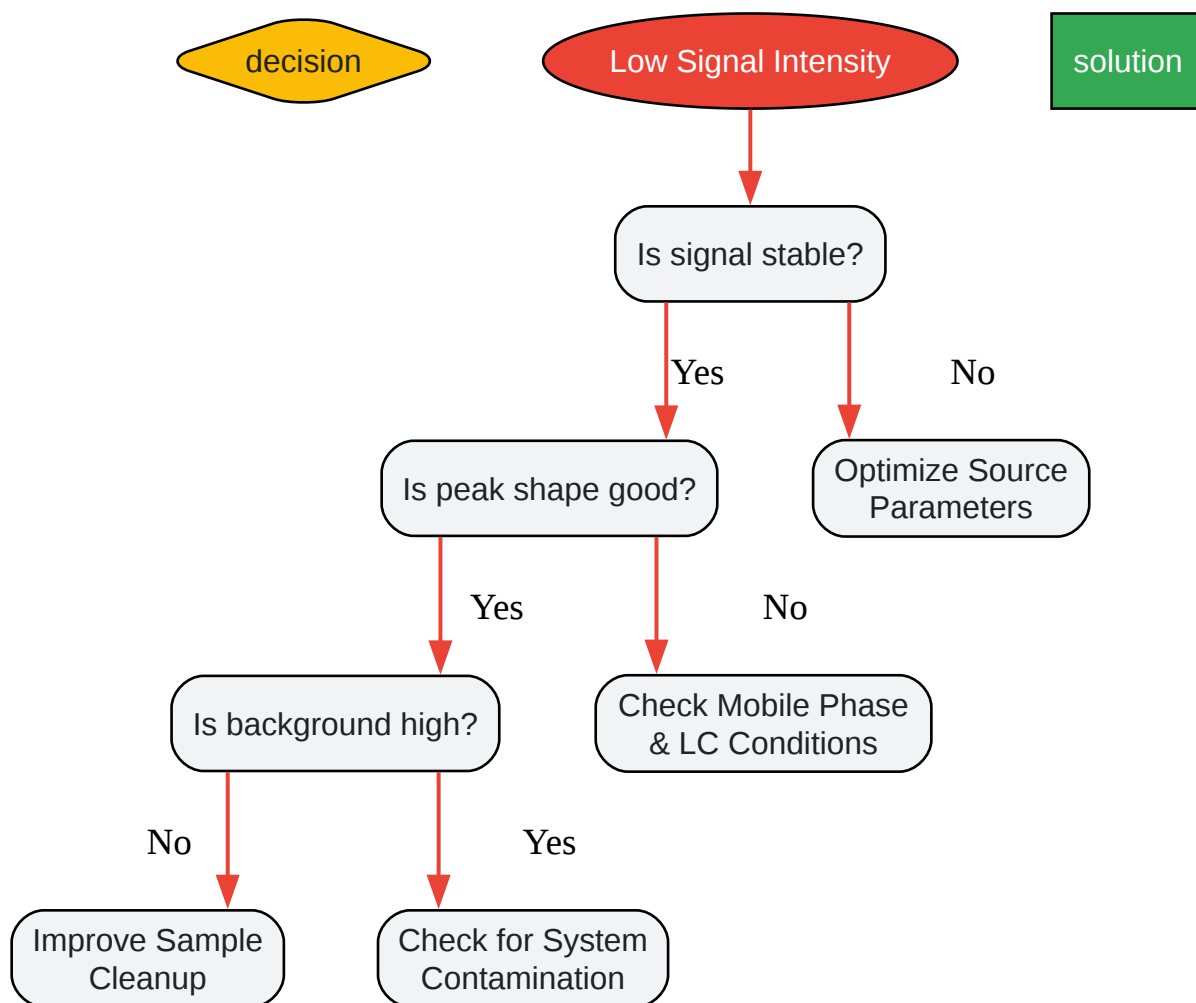 decision
Low Signal Intensity
solution
Is signal stable?
Yes
No
Is peak shape good?
Optimize Source
Parameters
Yes
No
Is background high?
Check Mobile Phase
& LC Conditions
No
Yes
Improve Sample
Cleanup
Check for System
Contamination